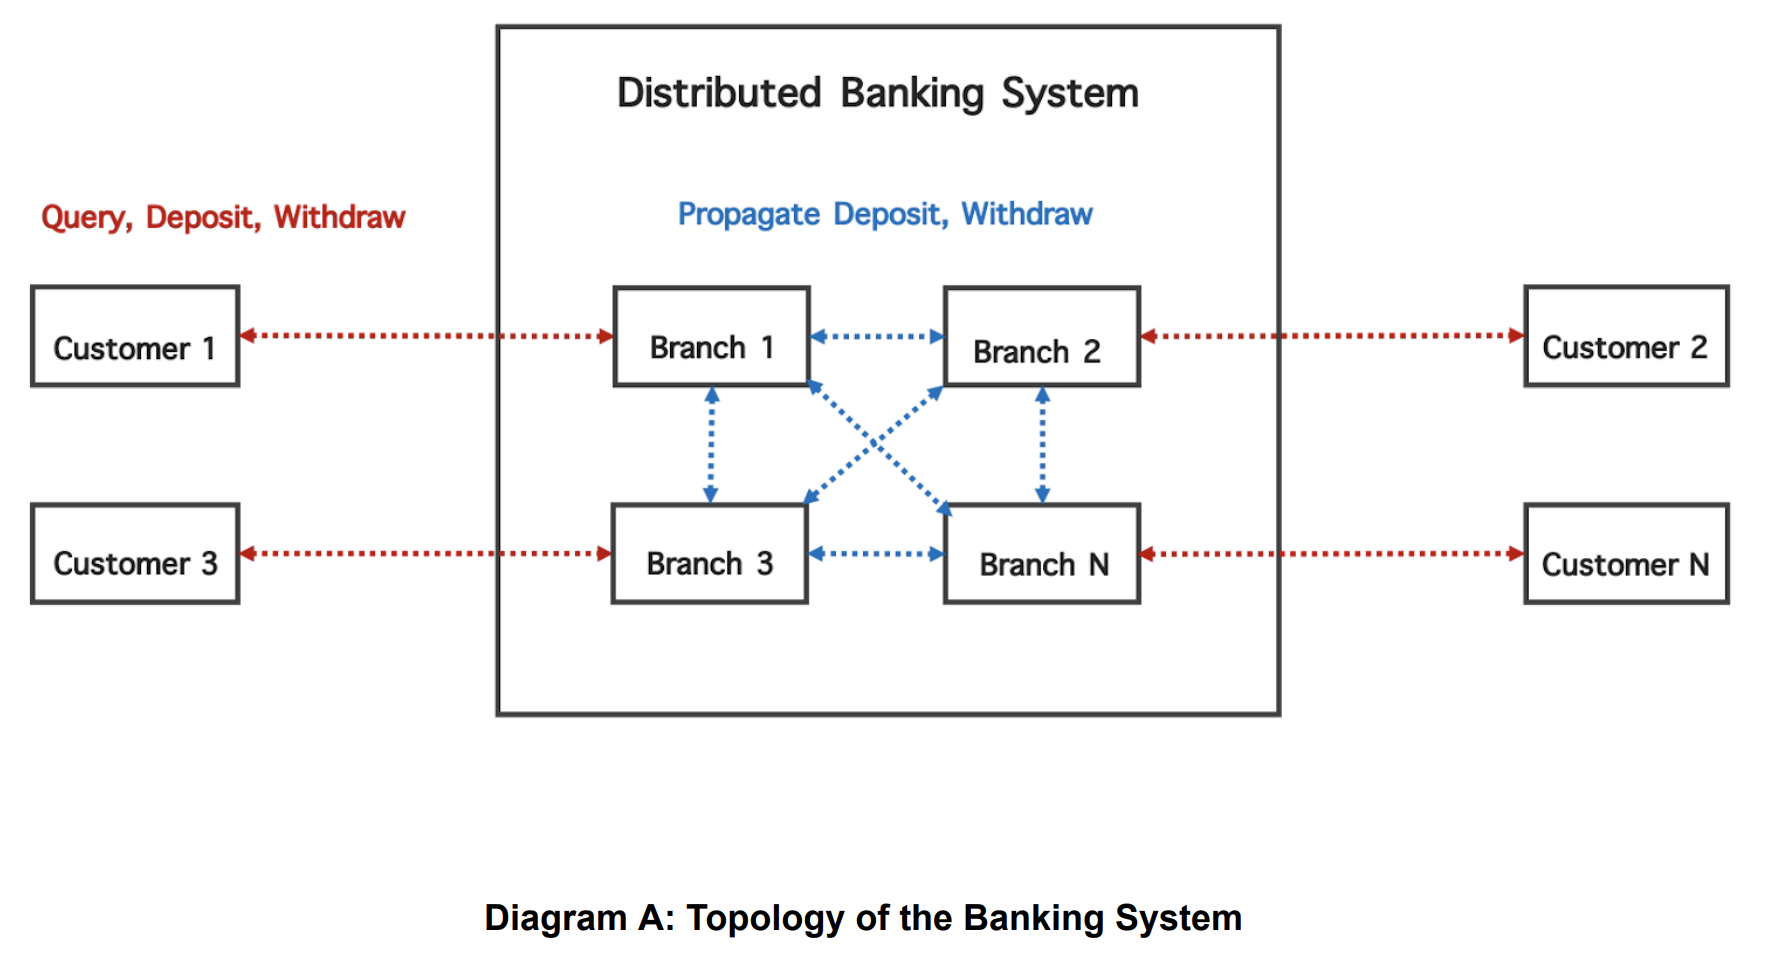 Distributed Banking System
Query, Deposit, Withdraw
Propagate Deposit, Withdraw
Customer 1
Branch 1
Branch 2
Customer 2
Customer 3
Branch 3
Branch N
Customer N
Diagram A: Topology of the Banking System